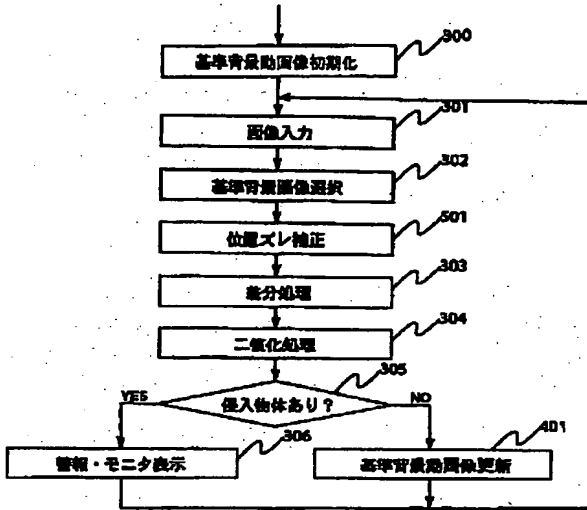 300
基準背景動画像初期化
301
画像入力
302
基準背景画像選択
501
位置ズレ補正
303
差分処理
304
二値化処理
305
YES
侵入物体あり?
NO
306
401
警報・モニタ表示
基準背景動画像更新